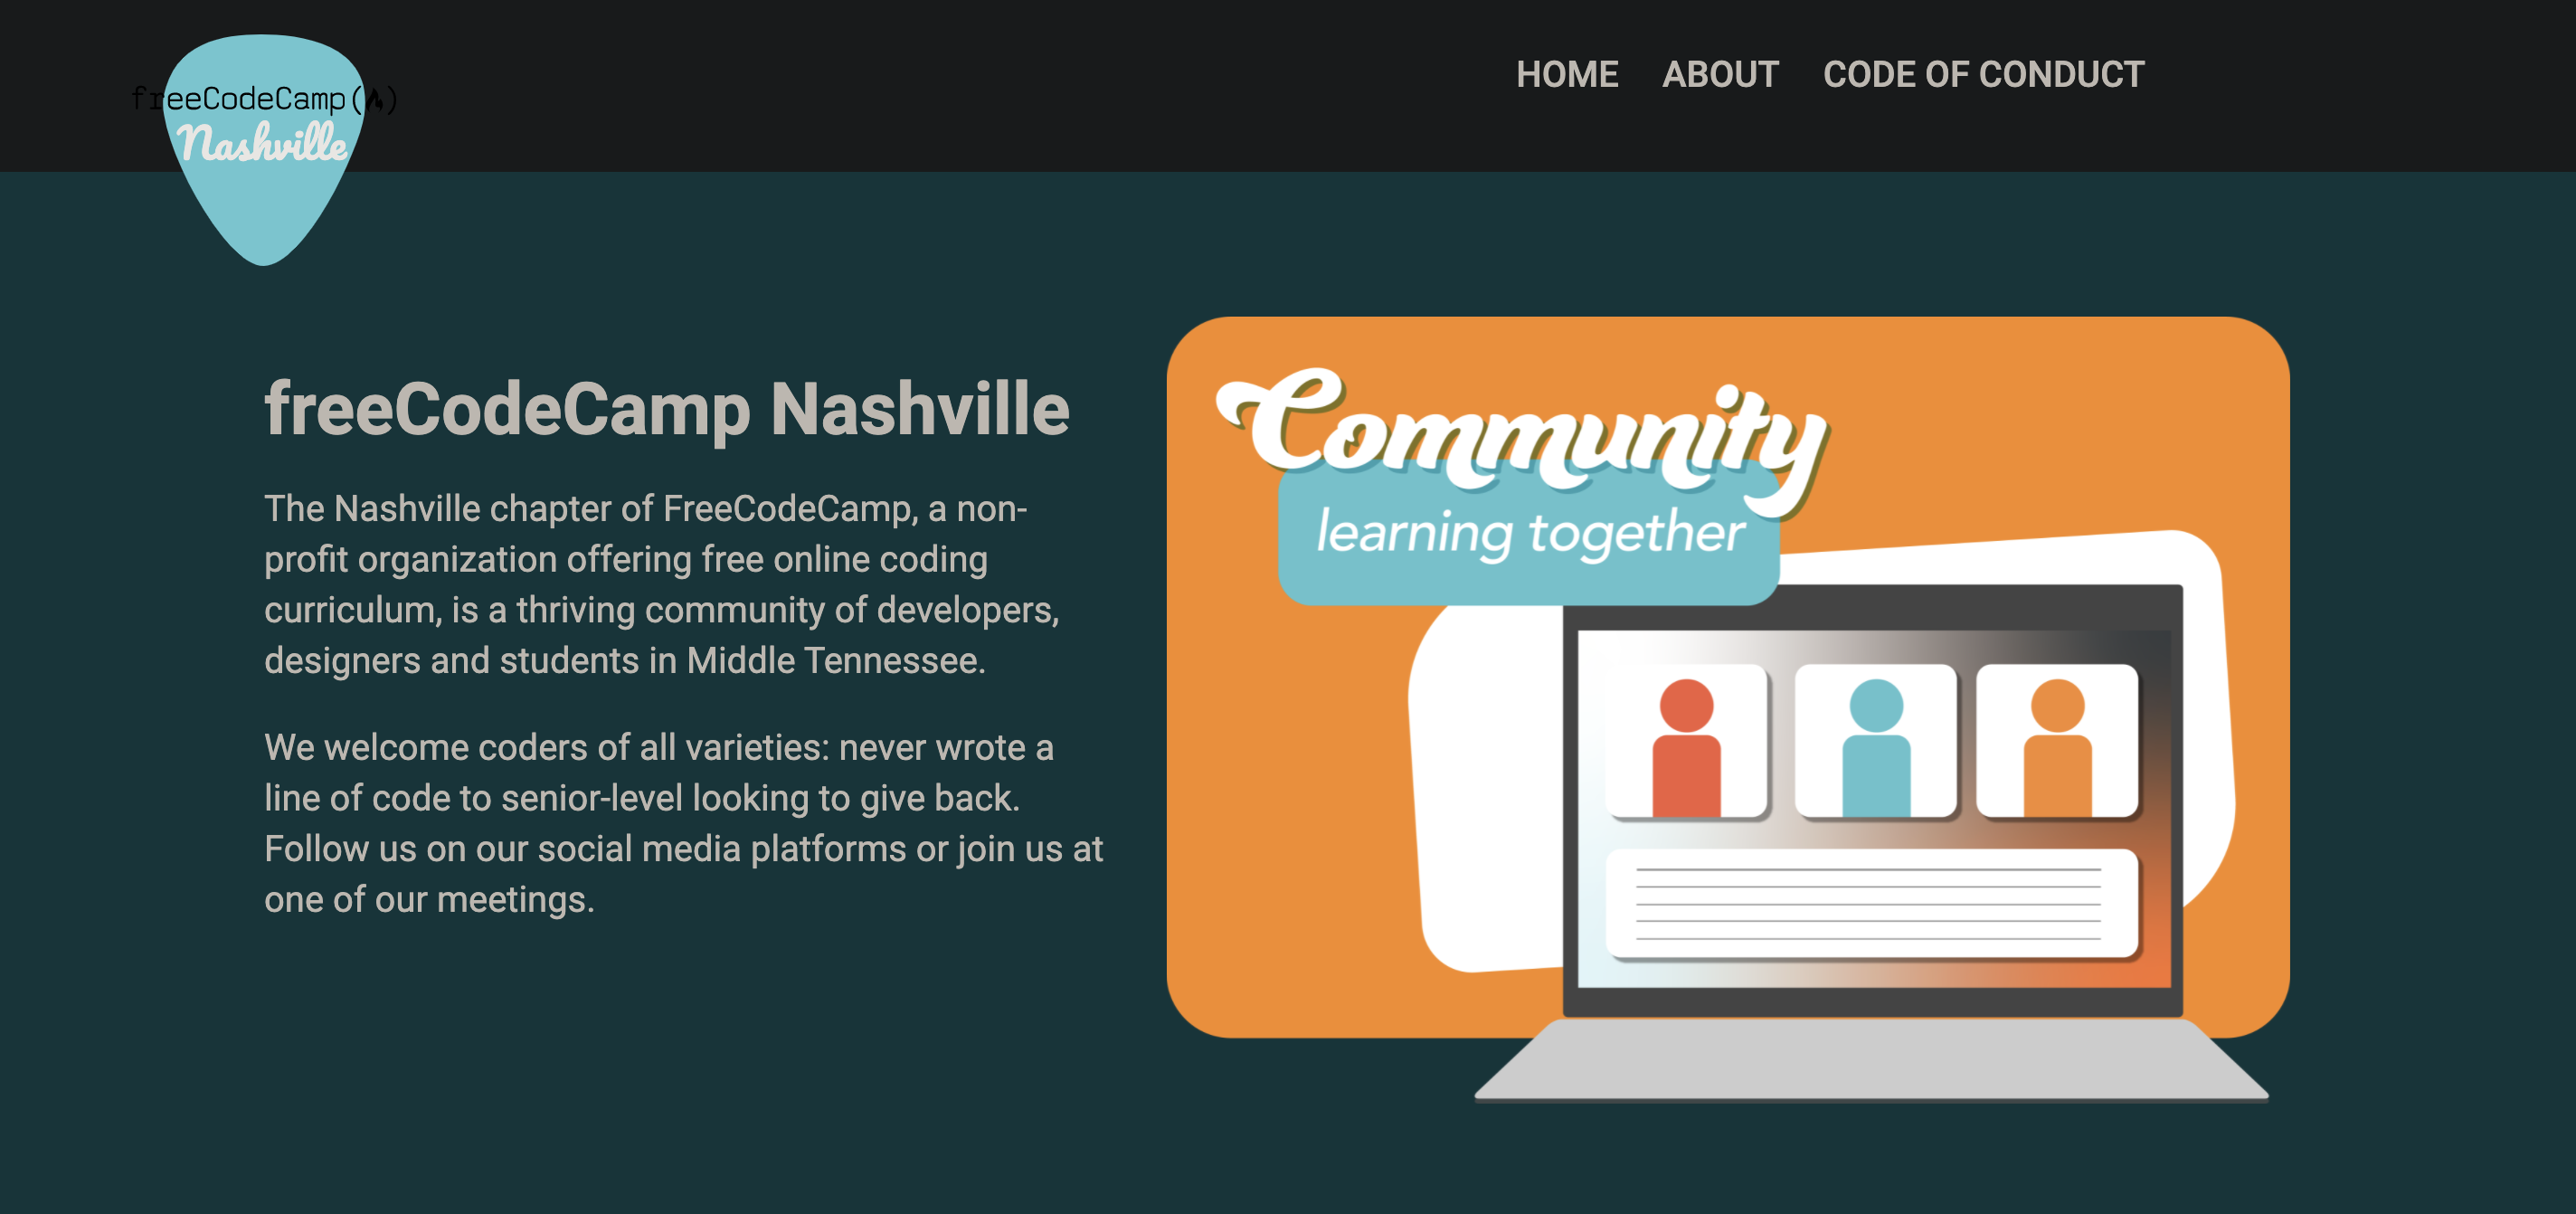 freeCodeCamp(🔥)
Nashville
HOME ABOUT CODE OF CONDUCT
freeCodeCamp Nashville
The Nashville chapter of FreeCodeCamp, a non-
profit organization offering free online coding
curriculum, is a thriving community of developers,
designers and students in Middle Tennessee.
We welcome coders of all varieties: never wrote a
line of code to senior-level looking to give back.
Follow us on our social media platforms or join us at
one of our meetings.
Community
learning together